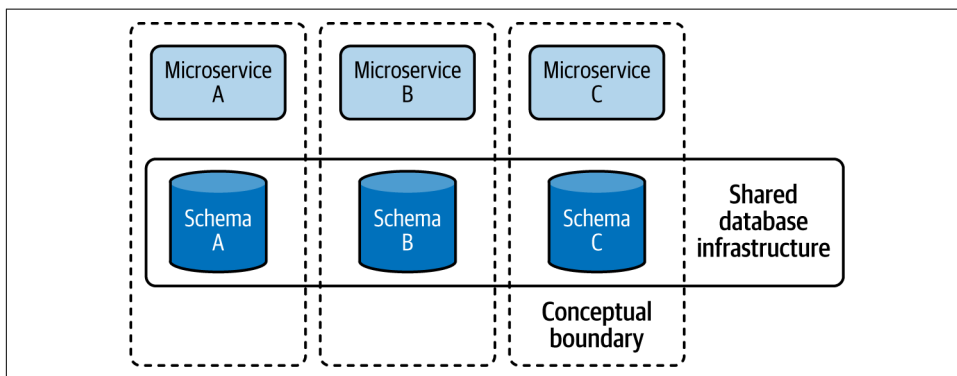 Microservice
A
Microservice
B
Microservice
C
Schema
A
Schema
B
Schema
C
Shared
database
infrastructure
Conceptual
boundary